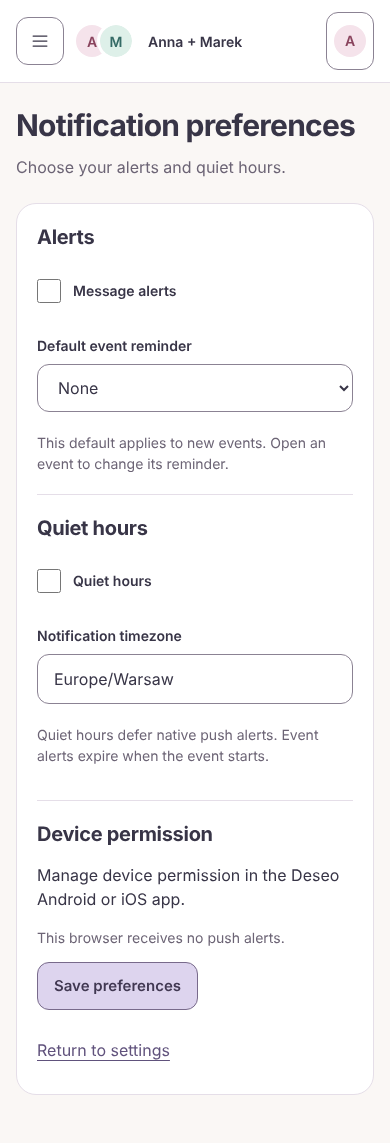 A M Anna + Marek A
Notification preferences
Choose your alerts and quiet hours.
Alerts
Message alerts
Default event reminder
None
This default applies to new events. Open an
event to change its reminder.
Quiet hours
Quiet hours
Notification timezone
Europe/Warsaw
Quiet hours defer native push alerts. Event
alerts expire when the event starts.
Device permission
Manage device permission in the Deseo
Android or iOS app.
This browser receives no push alerts.
Save preferences
Return to settings